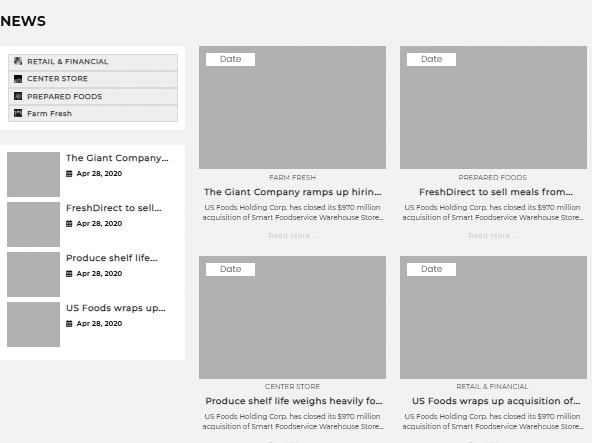 NEWS
RETAIL & FINANCIAL
CENTER STORE
PREPARED FOODS
Farm Fresh
The Giant Company...
Apr 28, 2020
FreshDirect to sell...
Apr 28, 2020
Produce shelf life...
Apr 28, 2020
US Foods wraps up...
Apr 28, 2020
Date
FARM FRESH
The Giant Company ramps up hirin...
US Foods Holding Corp. has closed its $970 million
acquisition of Smart Foodservice Warehouse Store...
Read More ..
Date
PREPARED FOODS
FreshDirect to sell meals from...
US Foods Holding Corp. has closed its $970 million
acquisition of Smart Foodservice Warehouse Store...
Read More ..
Date
CENTER STORE
Produce shelf life weighs heavily fo...
US Foods Holding Corp. has closed its $970 million
acquisition of Smart Foodservice Warehouse Store...
Date
RETAIL & FINANCIAL
US Foods wraps up acquisition of...
US Foods Holding Corp. has closed its $970 million
acquisition of Smart Foodservice Warehouse Store...